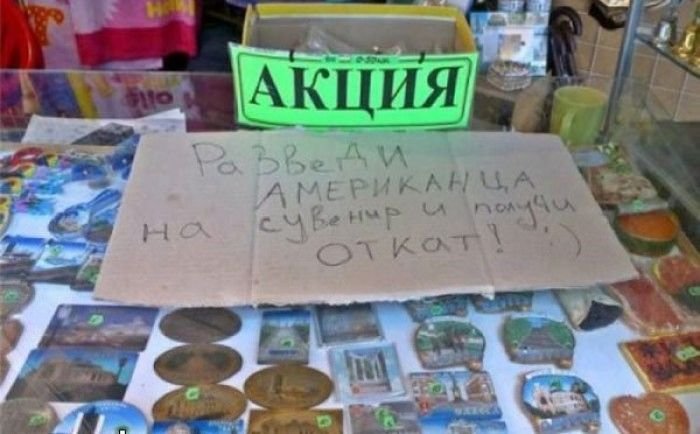 АКЦИЯ
РаЗВеДИ
АМЕРИКАНЦА
на сувенир и получи
ОТКАТ! :)